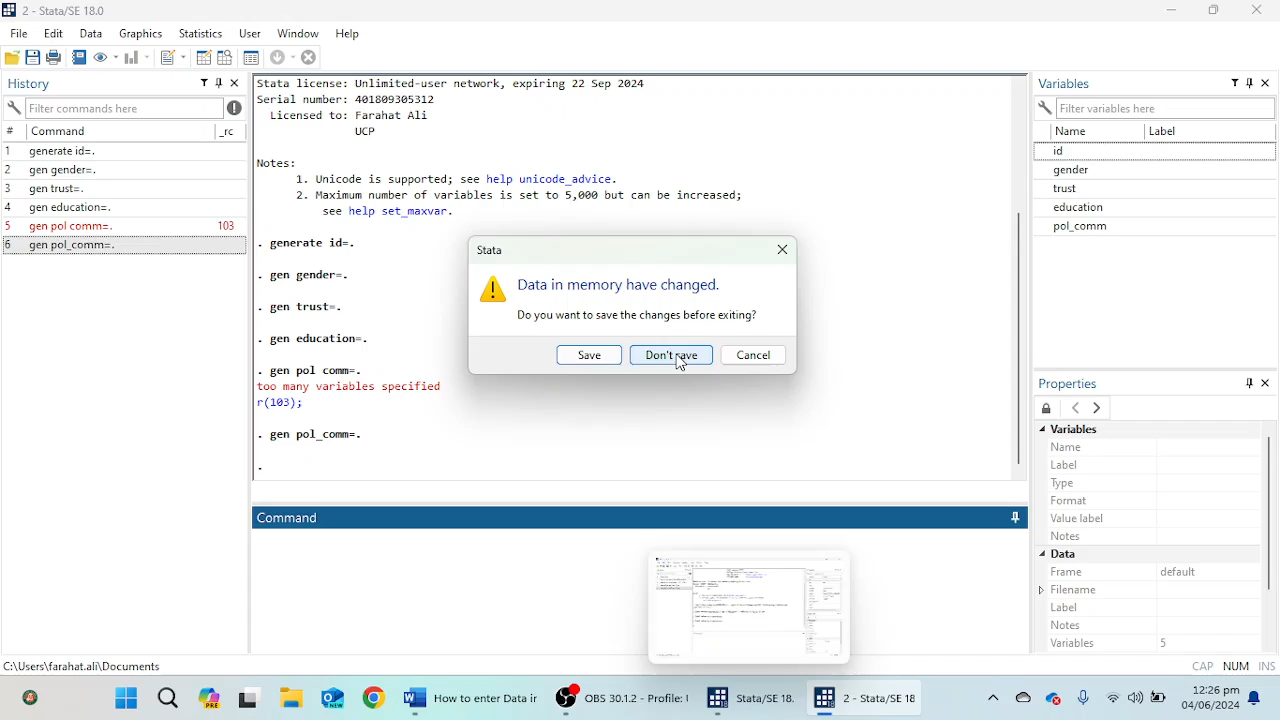 2 - Stata/SE 18.0
File Edit Data Graphics Statistics User Window Help
History
Filter commands here
# Command _rc
1 generate id=.
2 gen gender=.
3 gen trust=.
4 gen education=.
5 gen pol comm=. 103
6 gen pol_comm=.
Stata license: Unlimited-user network, expiring 22 Sep 2024
Serial number: 401809305312
Licensed to: Farahat Ali
UCP
Notes:
1. Unicode is supported; see help unicode_advice.
2. Maximum number of variables is set to 5,000 but can be increased;
see help set_maxvar.
. generate id=.
. gen gender=.
. gen trust=.
. gen education=.
. gen pol comm=.
too many variables specified
r(103);
. gen pol_comm=.
.
Stata
Data in memory have changed.
Do you want to save the changes before exiting?
Save Don't save Cancel
Command
Variables
Filter variables here
Name Label
id
gender
trust
education
pol_comm
Properties
Variables
Name
Label
Type
Format
Value label
Notes
Data
Frame default
Filename
Label
Notes
Variables 5
C:\Users\farahat.ali\Documents
CAP NUM INS
How to enter Data in
OBS 30.1.2 - Profile:
Stata/SE 18.
2 - Stata/SE 18
12:26 pm
04/06/2024